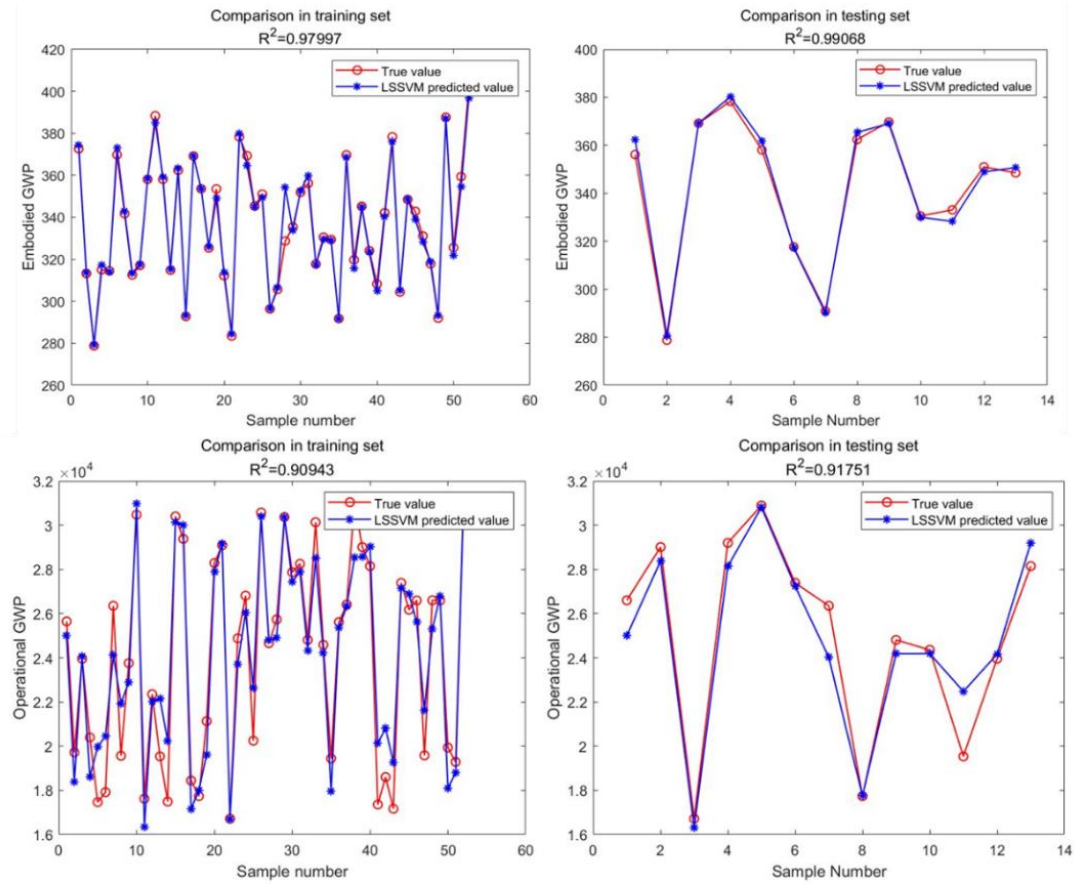 Comparison in training set
R²=0.97997
420
400
380
360
340
320
300
280
260
Embodied GWP
True value
LSSVM predicted value
0 10 20 30 40 50 60
Sample number
Comparison in testing set
R²=0.99068
400
380
360
340
320
300
280
260
Embodied GWP
True value
LSSVM predicted value
0 2 4 6 8 10 12 14
Sample Number
Comparison in training set
R²=0.90943
×10⁴
3.2
3
2.8
2.6
2.4
2.2
2
1.8
1.6
Operational GWP
True value
LSSVM predicted value
0 10 20 30 40 50 60
Sample number
Comparison in testing set
R²=0.91751
×10⁴
3.2
3
2.8
2.6
2.4
2.2
2
1.8
1.6
Operational GWP
True value
LSSVM predicted value
0 2 4 6 8 10 12 14
Sample Number